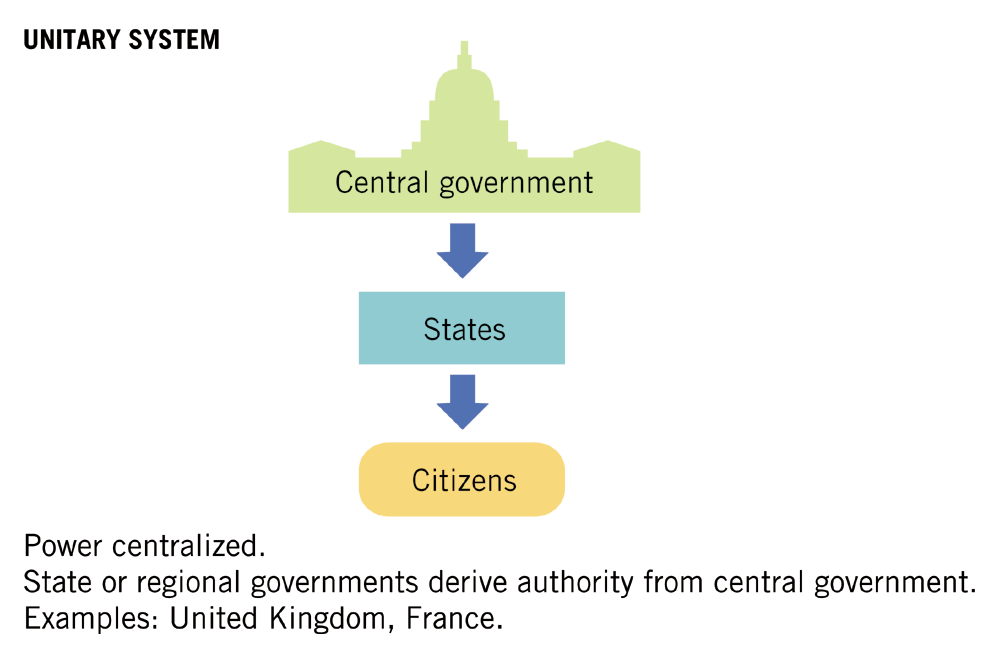 UNITARY SYSTEM
Central government
States
Citizens
Power centralized.
State or regional governments derive authority from central government.
Examples: United Kingdom, France.